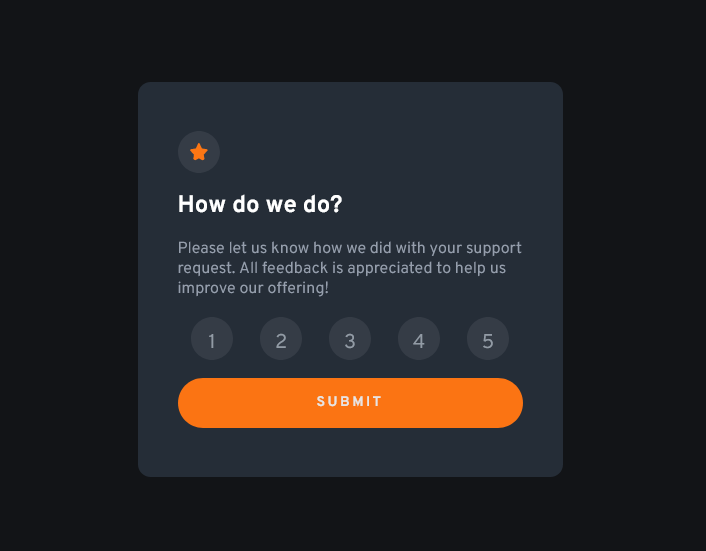 How do we do?
Please let us know how we did with your support
request. All feedback is appreciated to help us
improve our offering!
1 2 3 4 5
SUBMIT